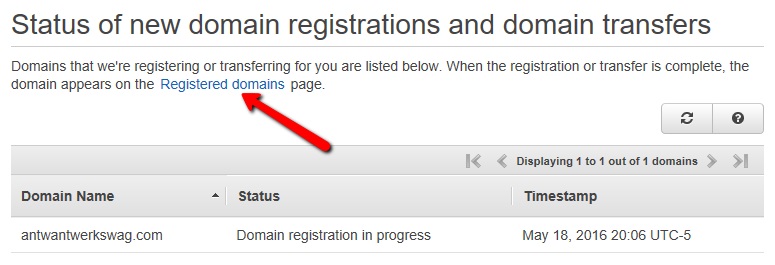 Status of new domain registrations and domain transfers
Domains that we're registering or transferring for you are listed below. When the registration or transfer is complete, the
domain appears on the Registered domains page.
Displaying 1 to 1 out of 1 domains
Domain Name Status Timestamp
antwantwerkswag.com Domain registration in progress May 18, 2016 20:06 UTC-5